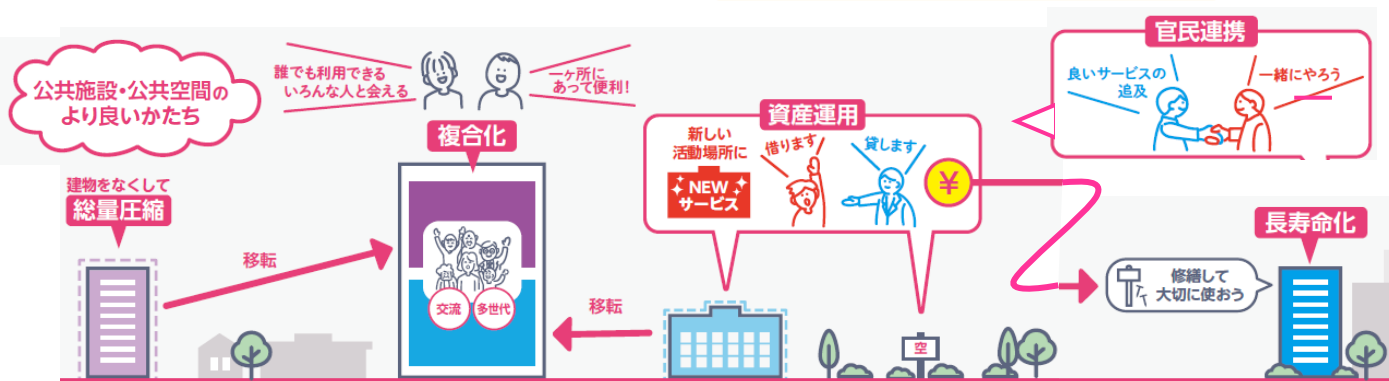 公共施設・公共空間の
より良いかたち
誰でも利用できる
いろんな人と会える
一ヶ所に
あって便利!
官民連携
良いサービスの
追及
一緒にやろう
資産運用
新しい
活動場所に
NEW
サービス
借ります
貸します
¥
複合化
建物をなくして
総量圧縮
移転
交流
多世代
移転
空
長寿命化
修繕して
大切に使おう